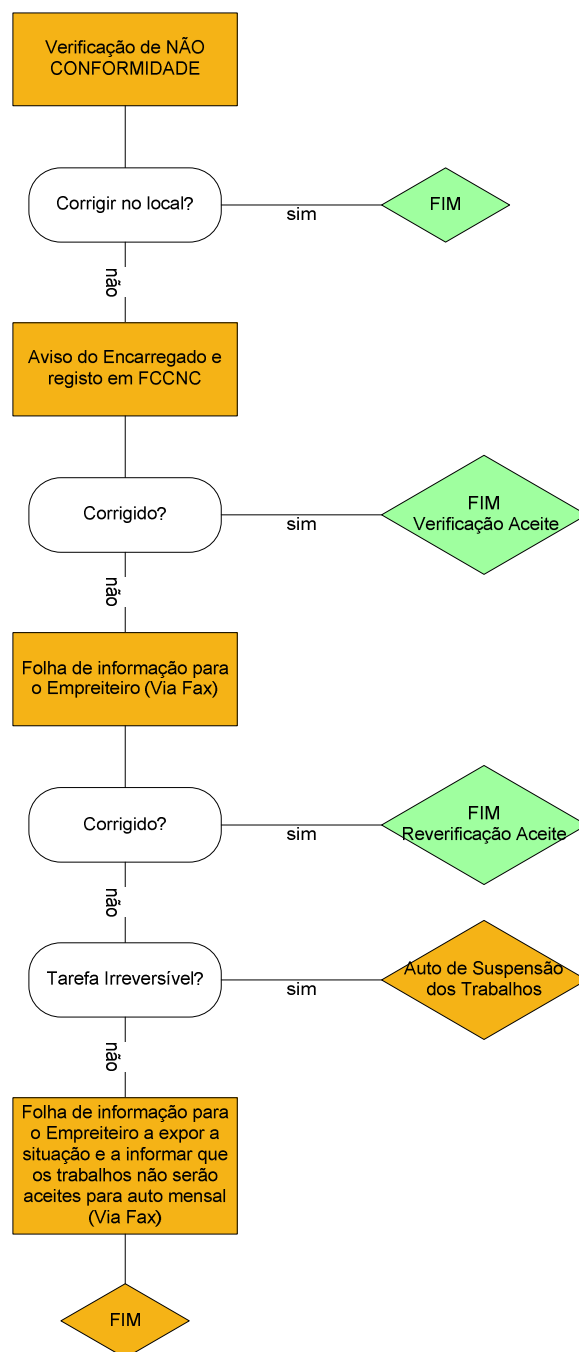 Verificação de NÃO
CONFORMIDADE
Corrigir no local?
sim
FIM
não
Aviso do Encarregado e
registo em FCCNC
Corrigido?
sim
FIM
Verificação Aceite
não
Folha de informação para
o Empreiteiro (Via Fax)
Corrigido?
sim
FIM
Reverificação Aceite
não
Tarefa Irreversível?
sim
Auto de Suspensão
dos Trabalhos
não
Folha de informação para
o Empreiteiro a expor a
situação e a informar que
os trabalhos não serão
aceites para auto mensal
(Via Fax)
FIM